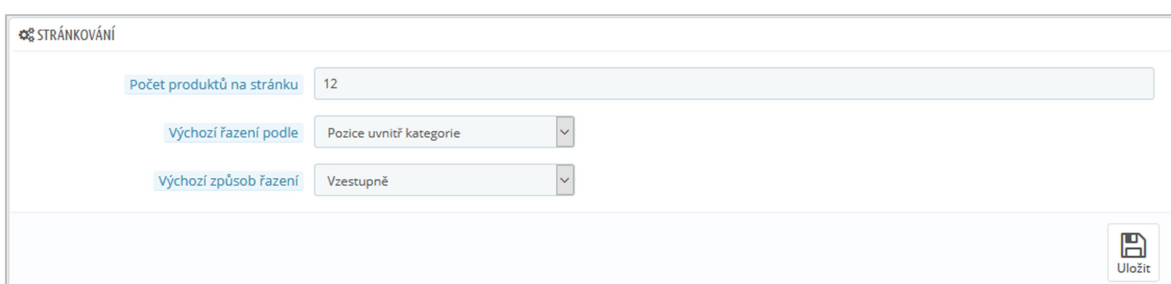 STRÁNKOVÁNÍ
Počet produktů na stránku 12
Výchozí řazení podle Pozice uvnitř kategorie
Výchozí způsob řazení Vzestupně
Uložit